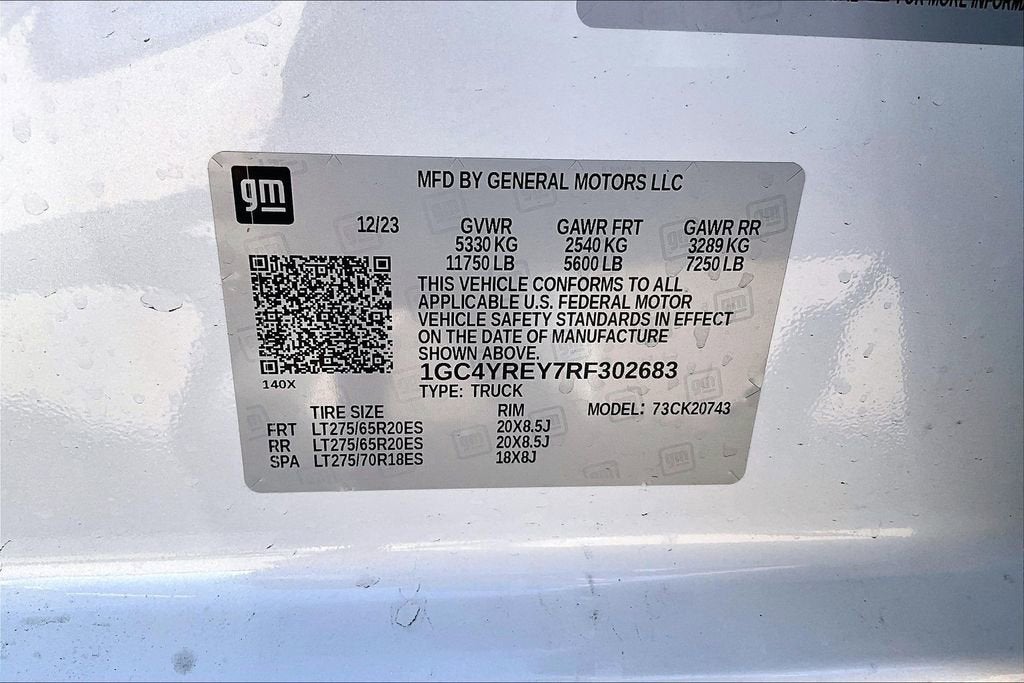 FOR MORE INFORMA
gm
MFD BY GENERAL MOTORS LLC
12/23 GVWR GAWR FRT GAWR RR
5330 KG 2540 KG 3289 KG
11750 LB 5600 LB 7250 LB
THIS VEHICLE CONFORMS TO ALL
APPLICABLE U.S. FEDERAL MOTOR
VEHICLE SAFETY STANDARDS IN EFFECT
ON THE DATE OF MANUFACTURE
SHOWN ABOVE.
1GC4YREY7RF302683
140X
TYPE: TRUCK
TIRE SIZE RIM MODEL: 73CK20743
FRT LT275/65R20ES 20X8.5J
RR LT275/65R20ES 20X8.5J
SPA LT275/70R18ES 18X8J